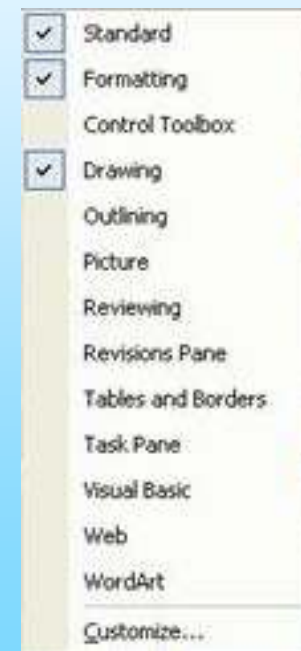 Standard
Formatting
Control Toolbox
Drawing
Outlining
Picture
Reviewing
Revisions Pane
Tables and Borders
Task Pane
Visual Basic
Web
WordArt
Customize...